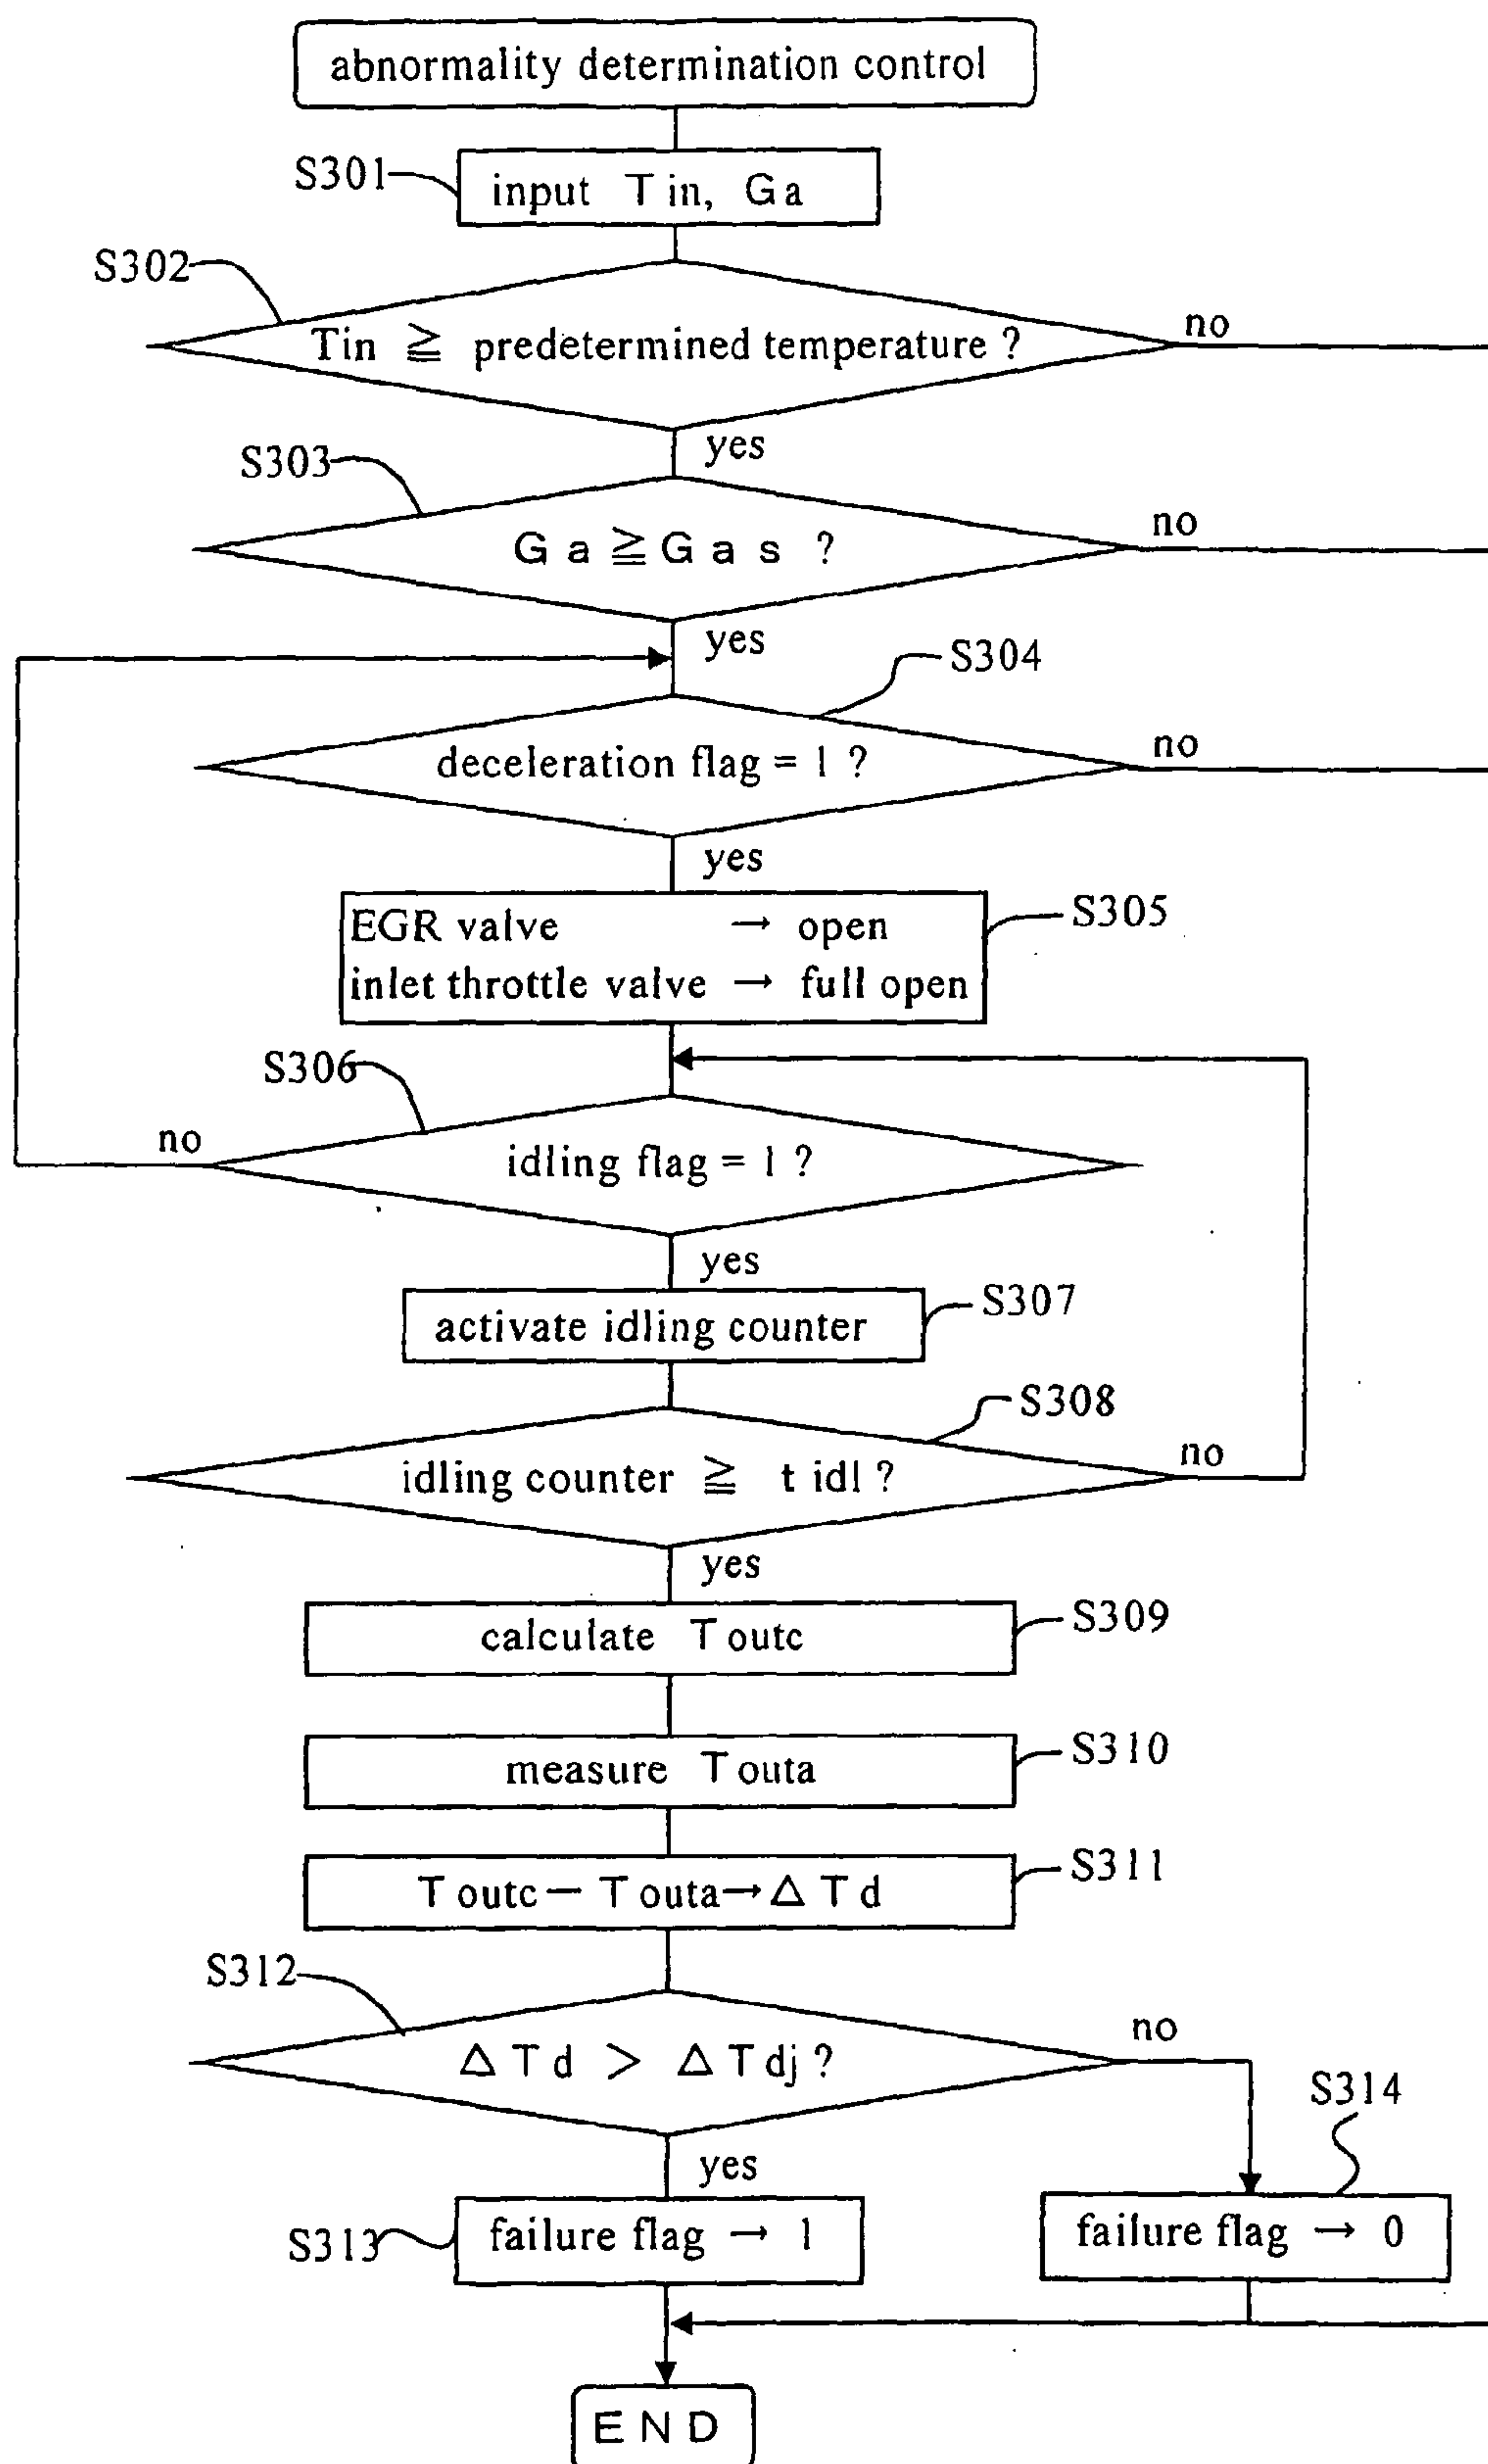 abnormality determination control
S301
input Tin, Ga
S302
Tin ≧ predetermined temperature ?
no
yes
S303
Ga ≧ Gas ?
no
yes
S304
deceleration flag = 1 ?
no
yes
EGR valve → open
inlet throttle valve → full open
S305
S306
no
idling flag = 1 ?
yes
S307
activate idling counter
S308
idling counter ≧ t idl ?
no
yes
S309
calculate Toutc
S310
measure Touta
S311
Toutc − Touta → △Td
S312
△Td > △Tdj ?
no
S314
yes
S313
failure flag → 1
failure flag → 0
END